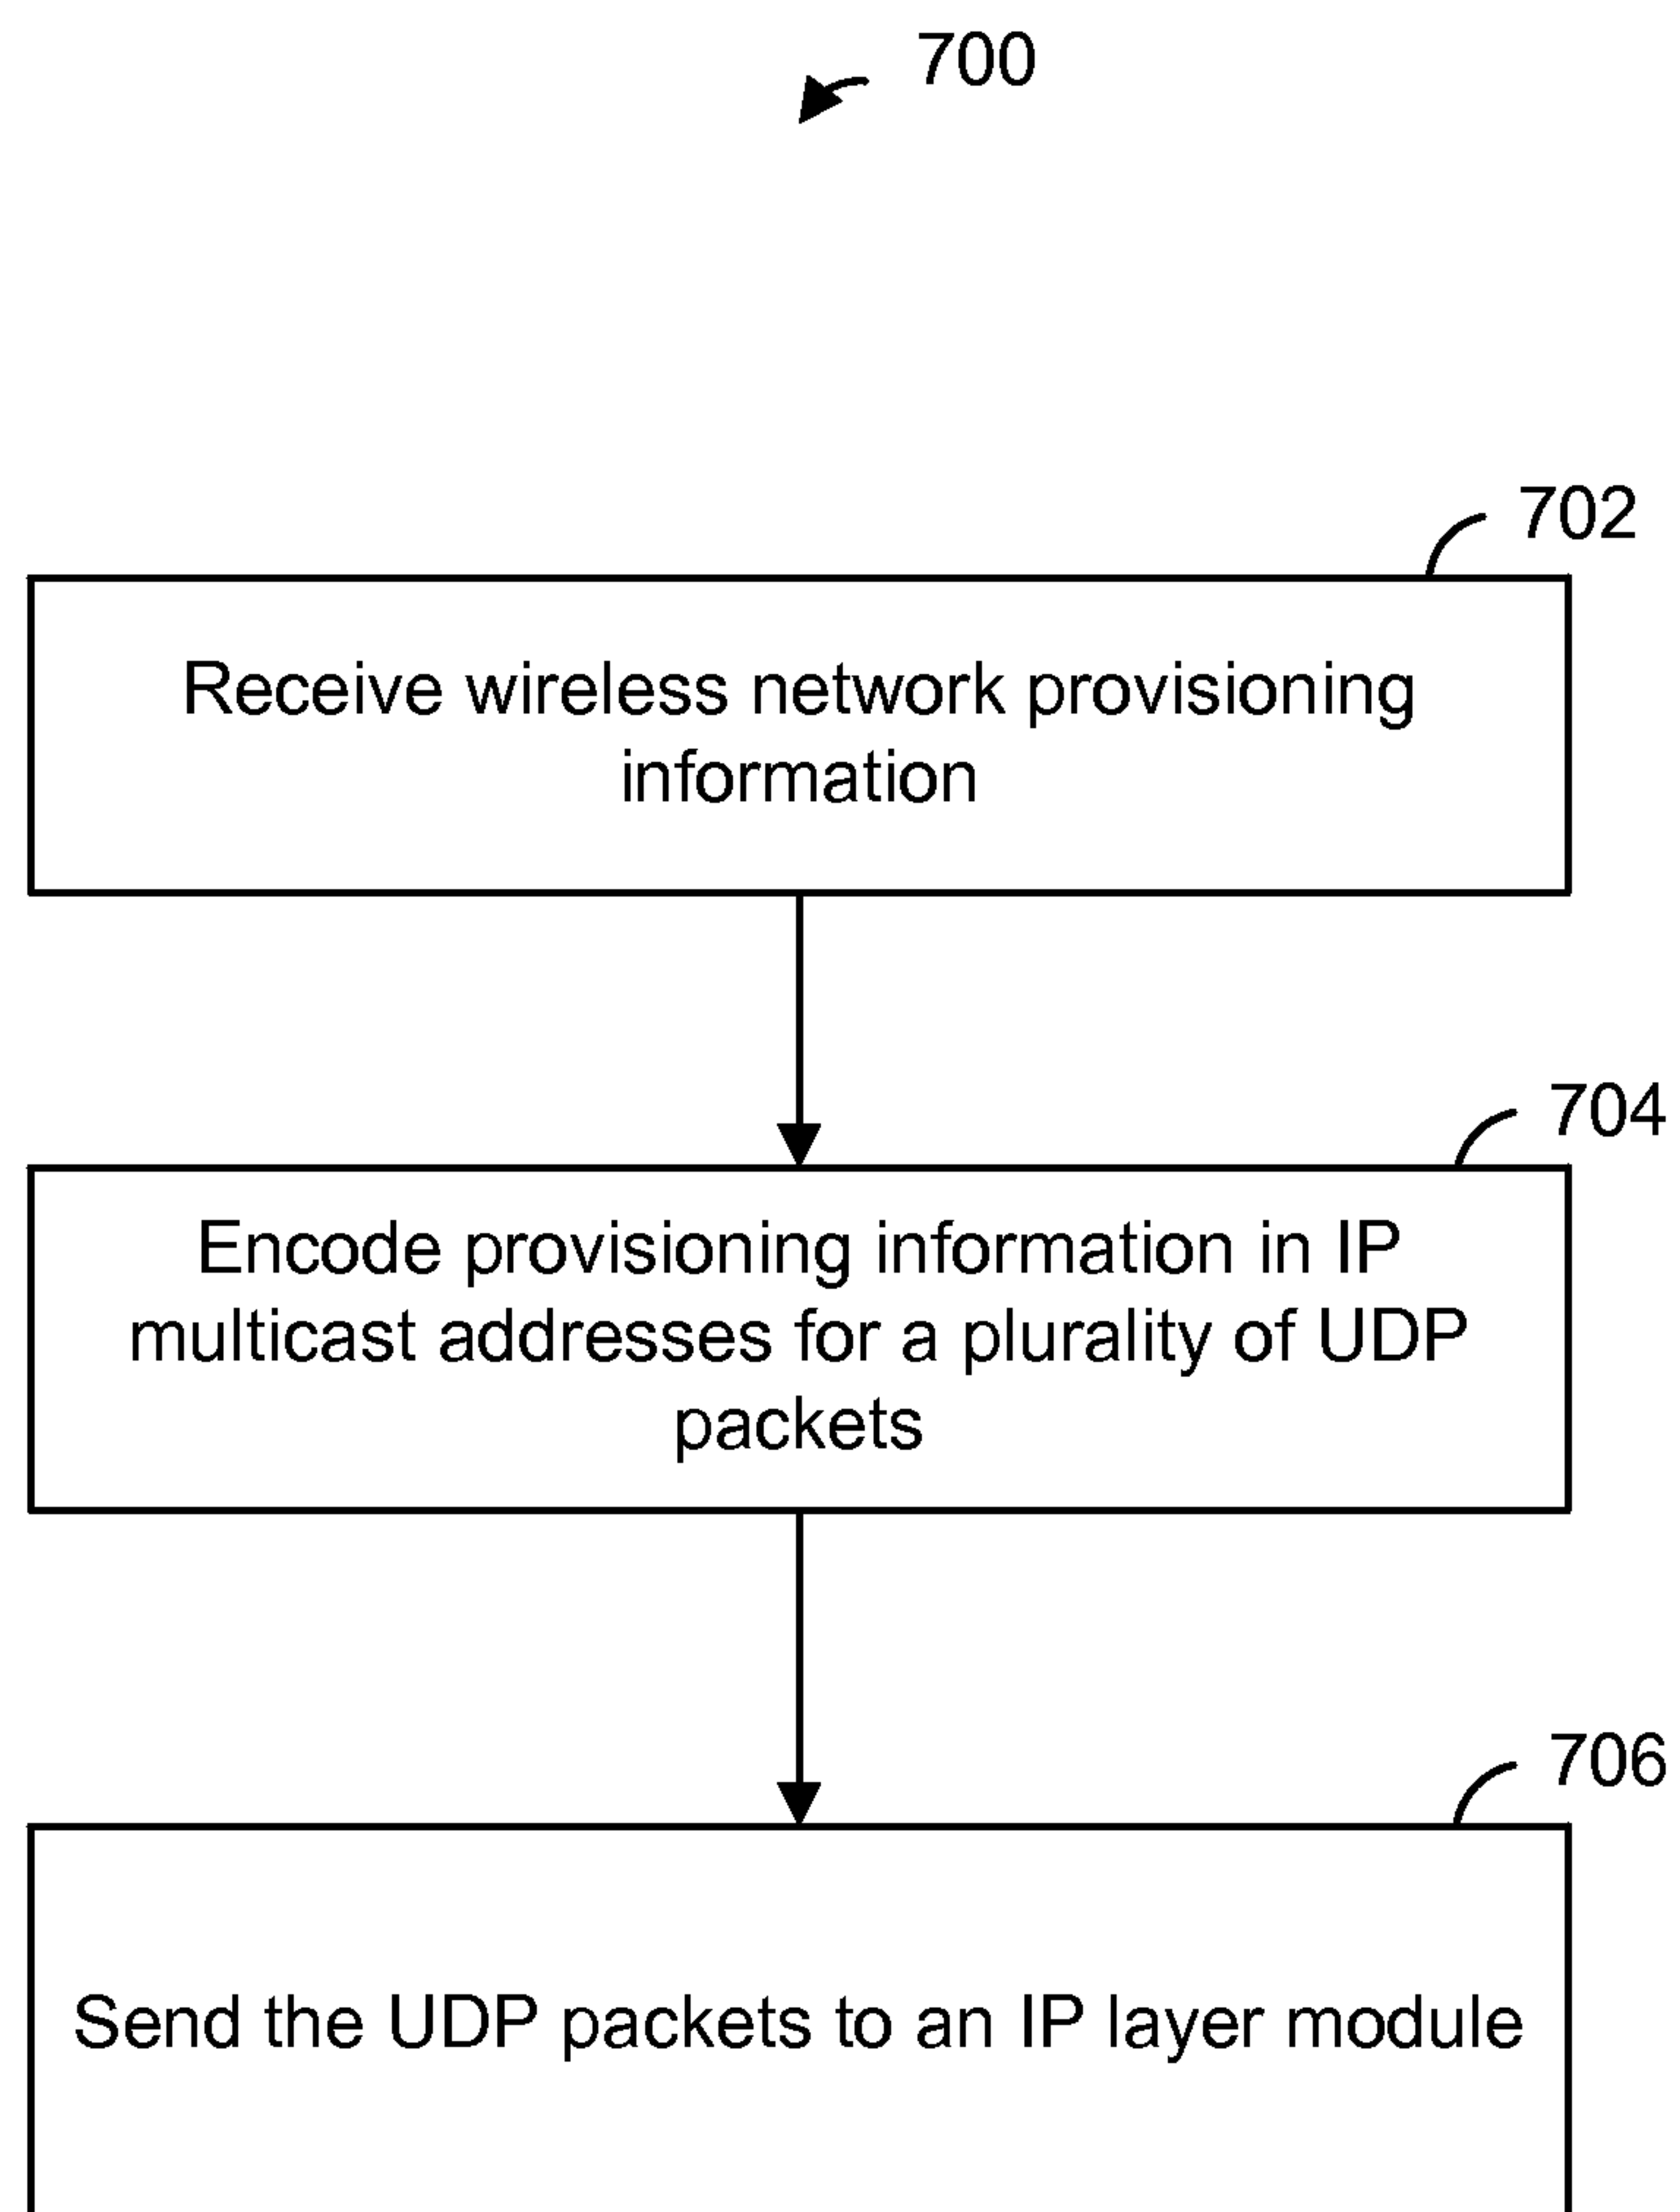 700
702
Receive wireless network provisioning
information
704
Encode provisioning information in IP
multicast addresses for a plurality of UDP
packets
706
Send the UDP packets to an IP layer module